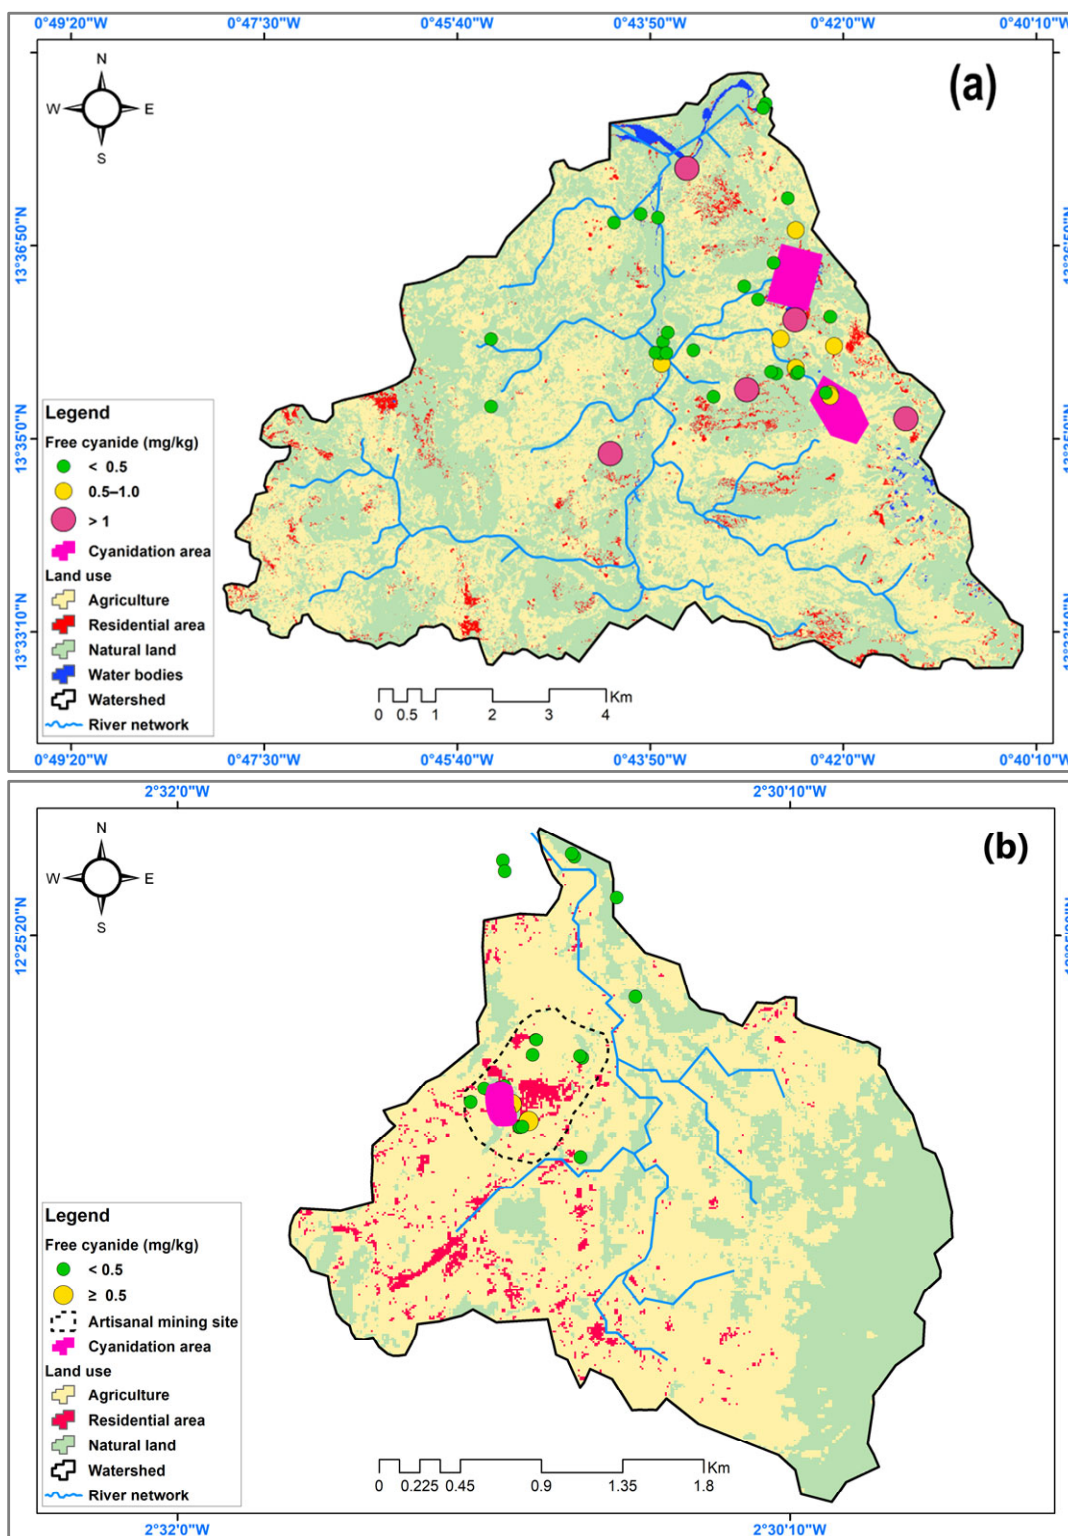 0°49'20"W 0°47'30"W 0°45'40"W 0°43'50"W 0°42'0"W 0°40'10"W
(a)
N
W E
S
13°36'50"N
13°36'50"N
13°35'0"N
13°33'10"N
Legend
Free cyanide (mg/kg)
< 0.5
0.5–1.0
> 1
Cyanidation area
Land use
Agriculture
Residential area
Natural land
Water bodies
Watershed
River network
0 0.5 1 2 3 4 Km
0°49'20"W 0°47'30"W 0°45'40"W 0°43'50"W 0°42'0"W 0°40'10"W
2°32'0"W 2°30'10"W
(b)
N
W E
S
12°25'20"N
Legend
Free cyanide (mg/kg)
< 0.5
≥ 0.5
Artisanal mining site
Cyanidation area
Land use
Agriculture
Residential area
Natural land
Watershed
River network
0 0.225 0.45 0.9 1.35 1.8 Km
2°32'0"W 2°30'10"W